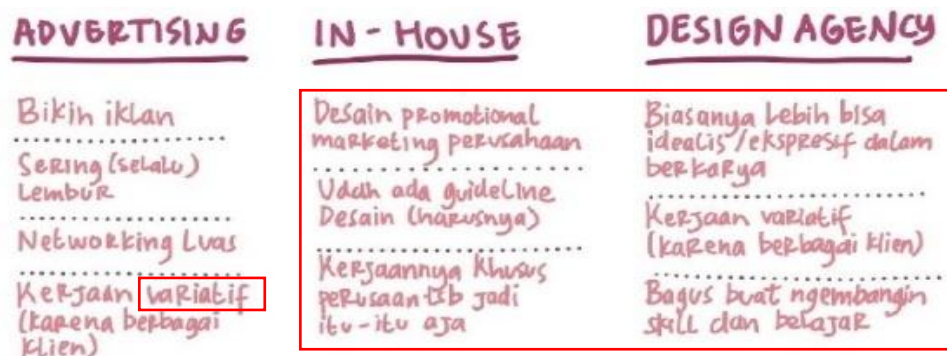 ADVERTISING
Bikin iklan
Sering (selalu)
Lembur
Networking Luas
Kerjaan variatif
(karena berbagai
klien)
IN-HOUSE
Desain promotional
marketing perusahaan
Udah ada guideline
Desain (harusnya)
Kerjaannya khusus
perusaan tsb jadi
itu-itu aja
DESIGN AGENCY
Biasanya Lebih bisa
idealis/ekspresif dalam
berkarya
Kerjaan variatif
(karena berbagai klien)
Bagus buat ngembangin
skill dan belajar